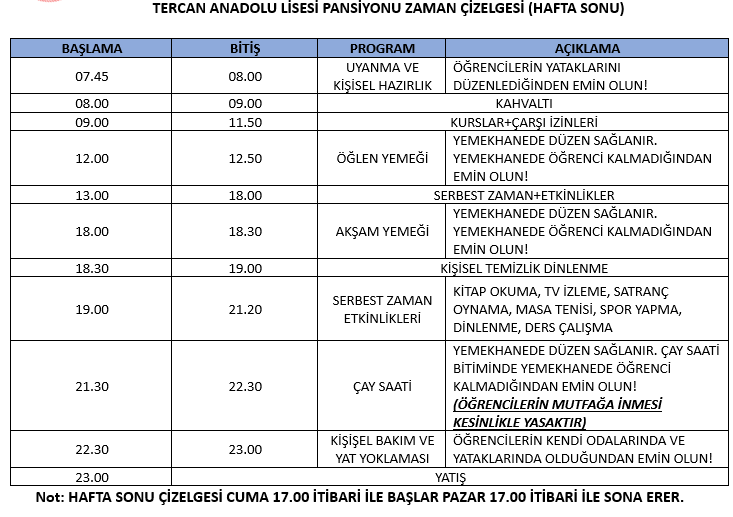 TERCAN ANADOLU LİSESİ PANSİYONU ZAMAN ÇİZELGESİ (HAFTA SONU)
BAŞLAMA BİTİŞ PROGRAM AÇIKLAMA
07.45 08.00 UYANMA VE KİŞİSEL HAZIRLIK ÖĞRENCİLERİN YATAKLARINI
DÜZENLEDİĞİNDEN EMİN OLUN!
08.00 09.00 KAHVALTI
09.00 11.50 KURSLAR+ÇARŞI İZİNLERİ
12.00 12.50 ÖĞLEN YEMEĞİ YEMEKHANEDE DÜZEN SAĞLANIR.
YEMEKHANEDE ÖĞRENCİ KALMADIĞINDAN
EMİN OLUN!
13.00 18.00 SERBEST ZAMAN+ETKİNLİKLER
18.00 18.30 AKŞAM YEMEĞİ YEMEKHANEDE DÜZEN SAĞLANIR.
YEMEKHANEDE ÖĞRENCİ KALMADIĞINDAN
EMİN OLUN!
18.30 19.00 KİŞİSEL TEMİZLİK DİNLENME
19.00 21.20 SERBEST ZAMAN ETKİNLİKLERİ KİTAP OKUMA, TV İZLEME, SATRANÇ
OYNAMA, MASA TENİSİ, SPOR YAPMA,
DİNLENME, DERS ÇALIŞMA
21.30 22.30 ÇAY SAATİ YEMEKHANEDE DÜZEN SAĞLANIR. ÇAY SAATİ
BİTİMİNDE YEMEKHANEDE ÖĞRENCİ
KALMADIĞINDAN EMİN OLUN!
(ÖĞRENCİLERİN MUTFAĞA İNMESİ
KESİNLİKLE YASAKTIR)
22.30 23.00 KİŞİŞEL BAKIM VE YAT YOKLAMASI ÖĞRENCİLERİN KENDİ ODALARINDA VE
YATAKLARINDA OLDUĞUNDAN EMİN OLUN!
23.00 YATIŞ
Not: HAFTA SONU ÇİZELGESİ CUMA 17.00 İTİBARİ İLE BAŞLAR PAZAR 17.00 İTİBARİ İLE SONA ERER.